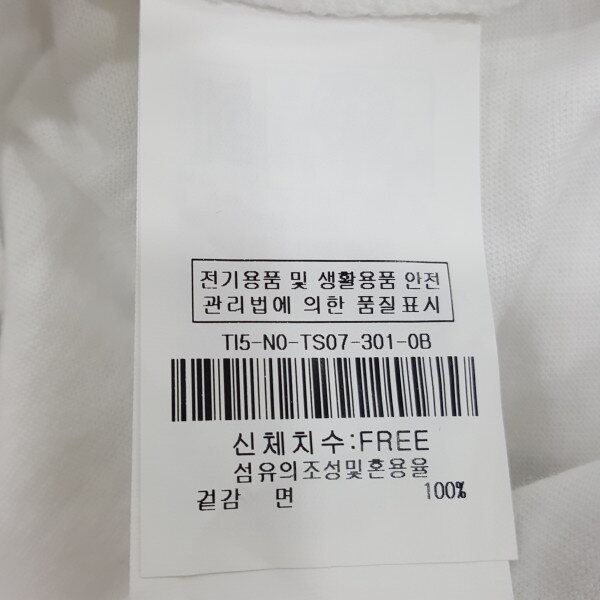 전기용품 및 생활용품 안전
관리법에 의한 품질표시
TI5-N0-TS07-301-0B
신체치수:FREE
섬유의조성및혼용율
겉감 면 100%